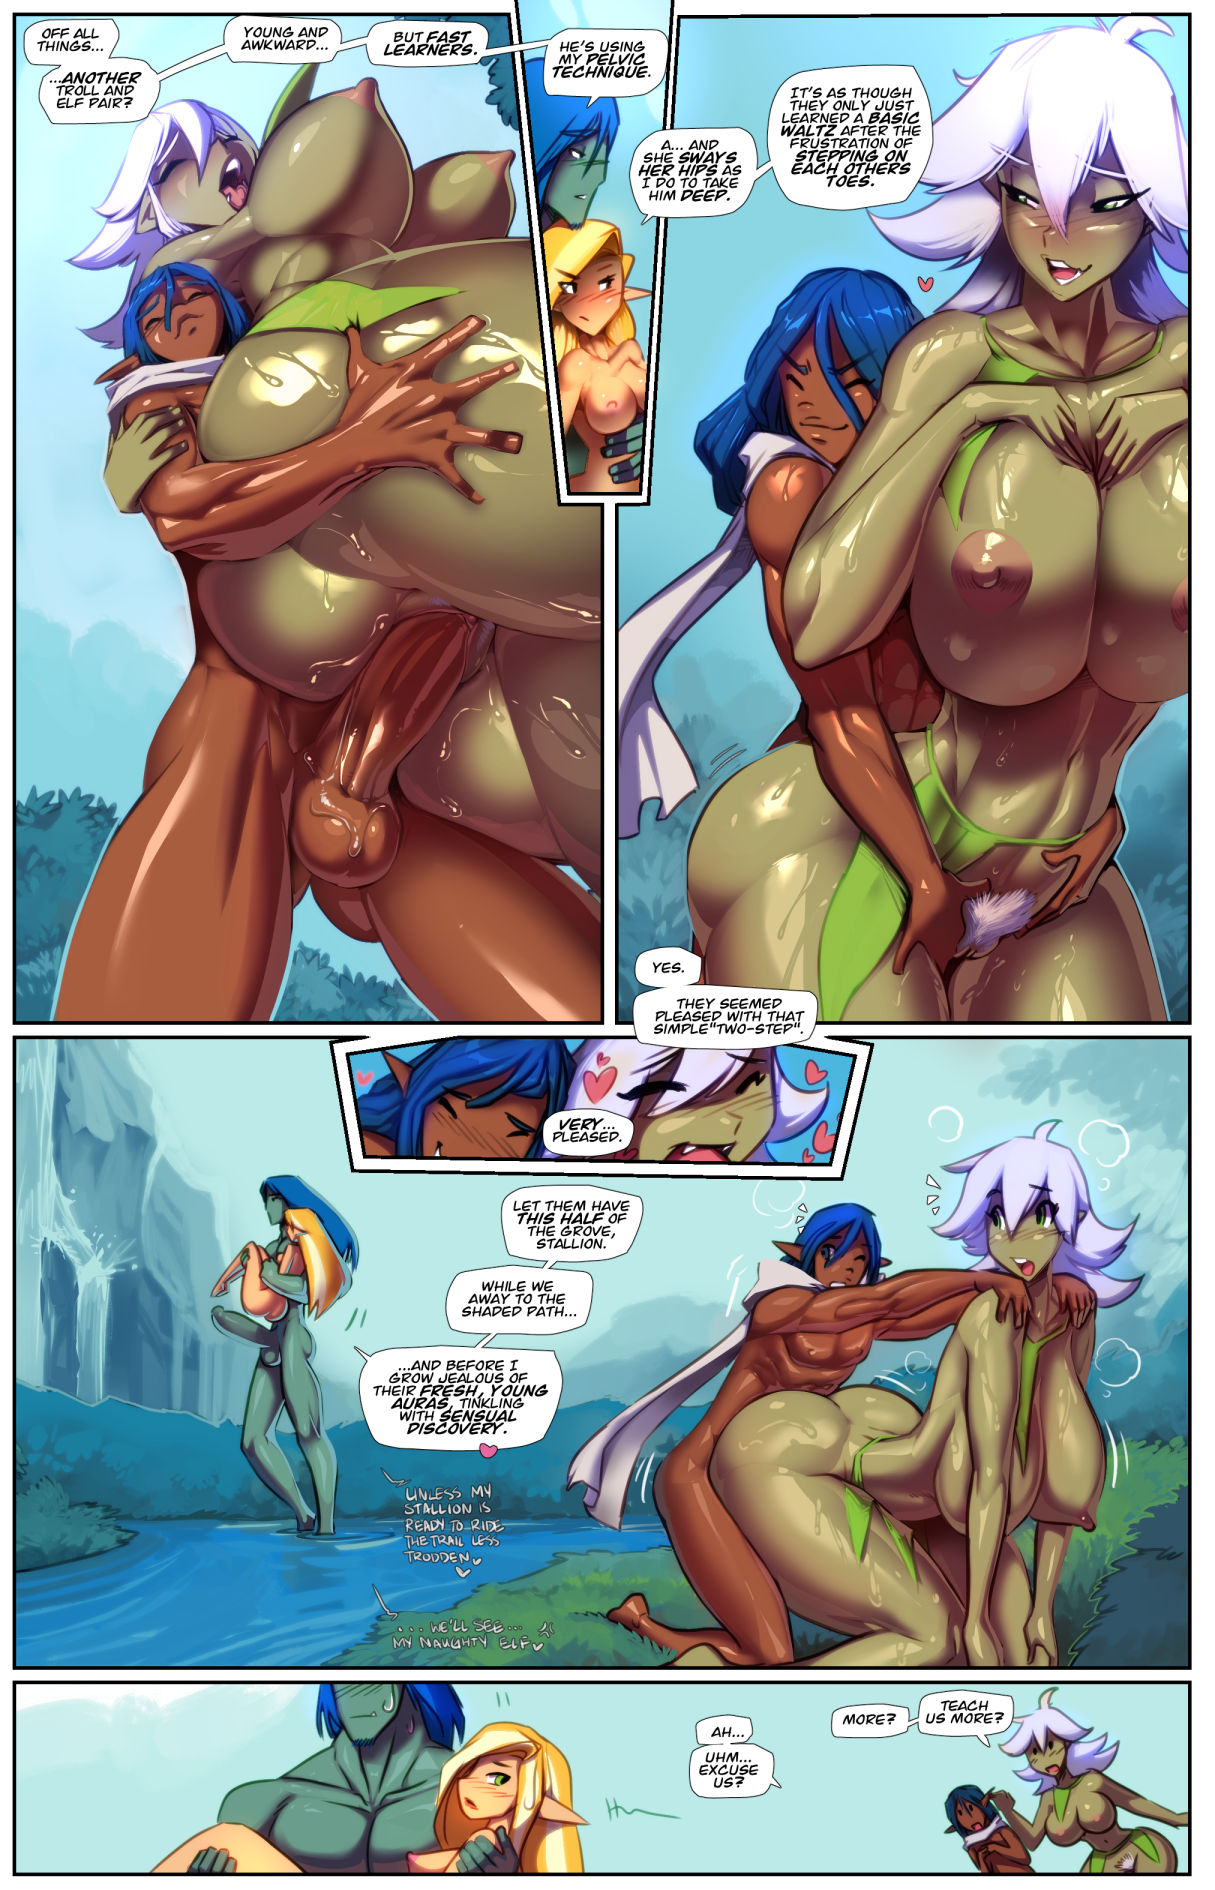 OFF ALL
THINGS...
...ANOTHER
TROLL AND
ELF PAIR?
YOUNG AND
AWKWARD...
BUT FAST
LEARNERS.
HE'S USING
MY PELVIC
TECHNIQUE.
A... AND
SHE SWAYS
HER HIPS AS
I DO TO TAKE
HIM DEEP.
IT'S AS THOUGH
THEY ONLY JUST
LEARNED A BASIC
WALTZ AFTER THE
FRUSTRATION OF
STEPPING ON
EACH OTHERS
TOES.
YES.
THEY SEEMED
PLEASED WITH THAT
SIMPLE"TWO-STEP".
VERY...
PLEASED.
LET THEM HAVE
THIS HALF OF
THE GROVE,
STALLION.
WHILE WE
AWAY TO THE
SHADED PATH...
...AND BEFORE I
GROW JEALOUS OF
THEIR FRESH, YOUNG
AURAS, TINKLING
WITH SENSUAL
DISCOVERY.
UNLESS MY
STALLION IS
READY TO RIDE
THE TRAIL LESS
TRODDEN
... WE'LL SEE...
MY NAUGHTY ELF
AH...
UHM...
EXCUSE
US?
MORE?
TEACH
US MORE?